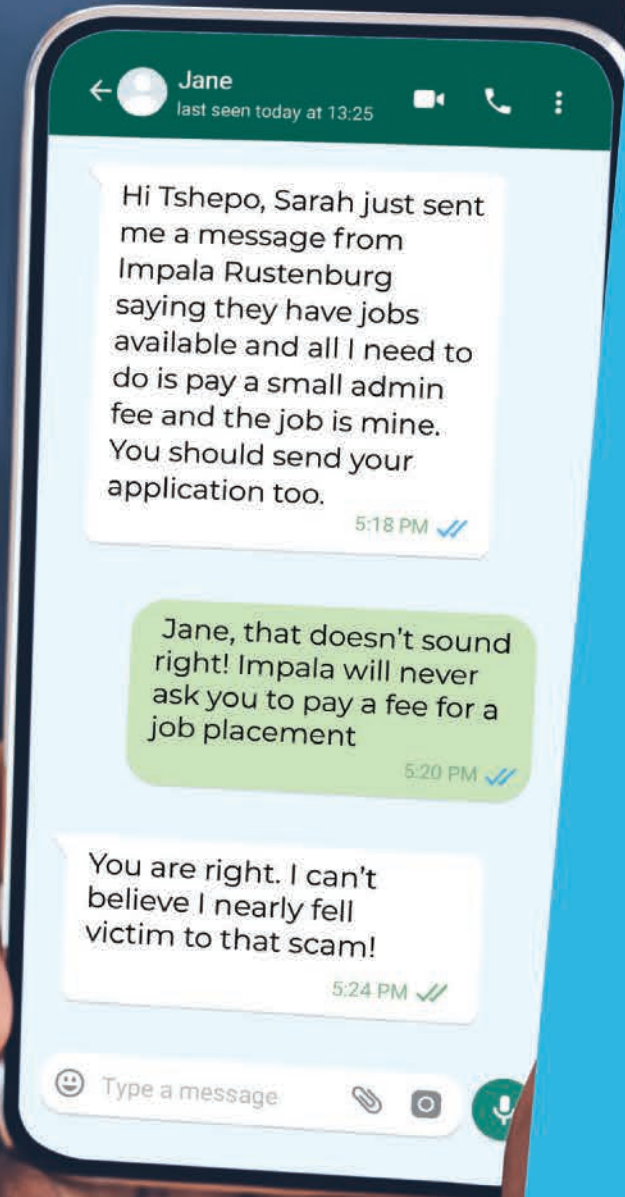 Jane
last seen today at 13:25
Hi Tshepo, Sarah just sent
me a message from
Impala Rustenburg
saying they have jobs
available and all I need to
do is pay a small admin
fee and the job is mine.
You should send your
application too.
5:18 PM
Jane, that doesn't sound
right! Impala will never
ask you to pay a fee for a
job placement
5:20 PM
You are right. I can't
believe I nearly fell
victim to that scam!
5:24 PM
Type a message